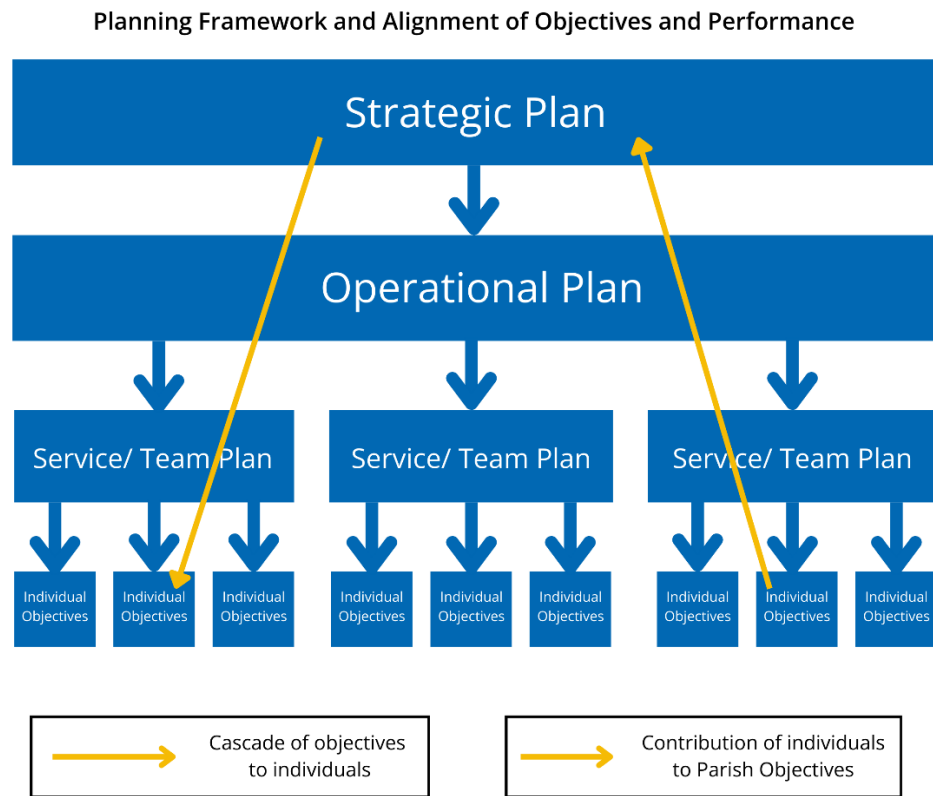 Planning Framework and Alignment of Objectives and Performance
Strategic Plan
Operational Plan
Service/ Team Plan
Service/ Team Plan
Service/ Team Plan
Individual
Objectives
Individual
Objectives
Individual
Objectives
Individual
Objectives
Individual
Objectives
Individual
Objectives
Individual
Objectives
Individual
Objectives
Individual
Objectives
Cascade of objectives
to individuals
Contribution of individuals
to Parish Objectives